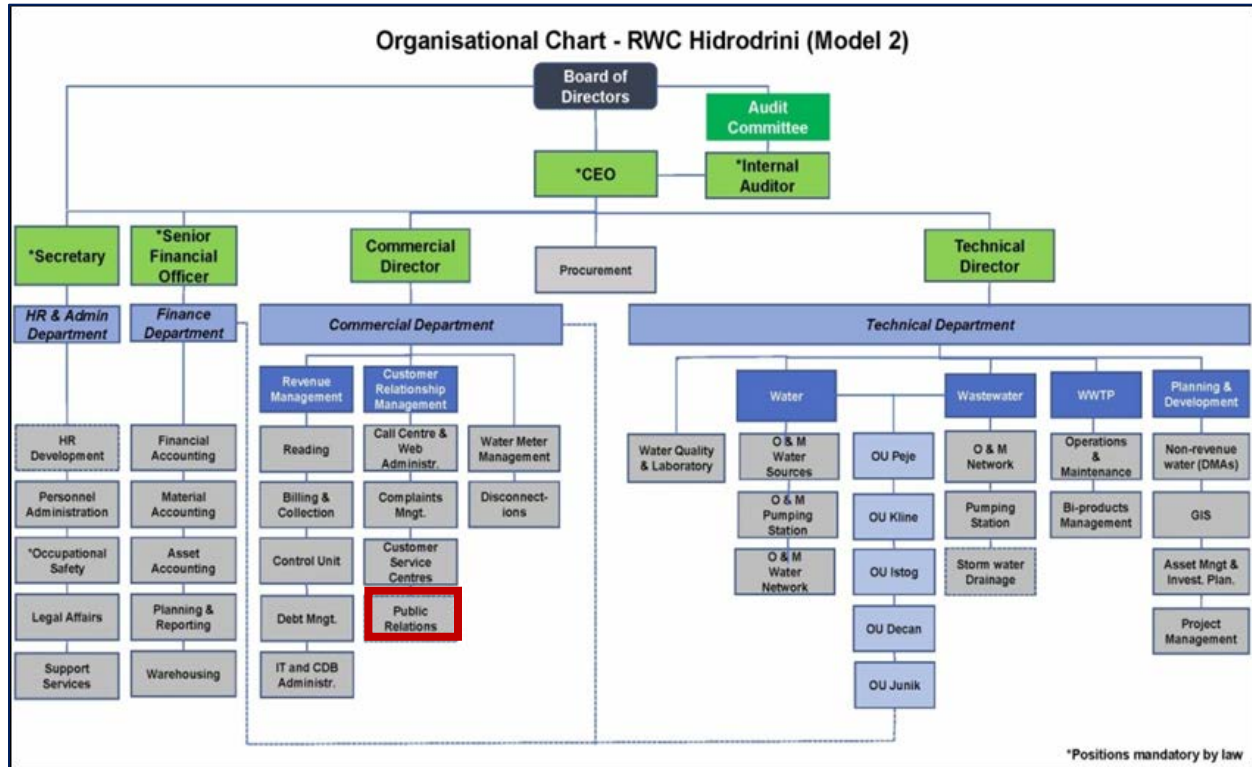 Organisational Chart - RWC Hidrodrini (Model 2)
Board of
Directors
Audit
Committee
*CEO
*Internal
Auditor
*Secretary
*Senior
Financial
Officer
Commercial
Director
Procurement
Technical
Director
HR & Admin
Department
Finance
Department
Commercial Department
Technical Department
Revenue
Management
Customer
Relationship
Management
Water
Wastewater
WWTP
Planning &
Development
HR
Development
Personnel
Administration
*Occupational
Safety
Legal Affairs
Support
Services
Financial
Accounting
Material
Accounting
Asset
Accounting
Planning &
Reporting
Warehousing
Reading
Billing &
Collection
Control Unit
Debt Mngt.
IT and CDB
Administr.
Call Centre &
Web
Administr.
Complaints
Mngt.
Customer
Service
Centres
Public
Relations
Water Meter
Management
Disconnect-
ions
Water Quality
& Laboratory
O & M
Water
Sources
O & M
Pumping
Station
O & M
Water
Network
OU Peje
OU Kline
OU Istog
OU Decan
OU Junik
O & M
Network
Pumping
Station
Storm water
Drainage
Operations
&
Maintenance
Bi-products
Management
Non-revenue
water (DMAs)
GIS
Asset Mngt &
Invest. Plan.
Project
Management
*Positions mandatory by law